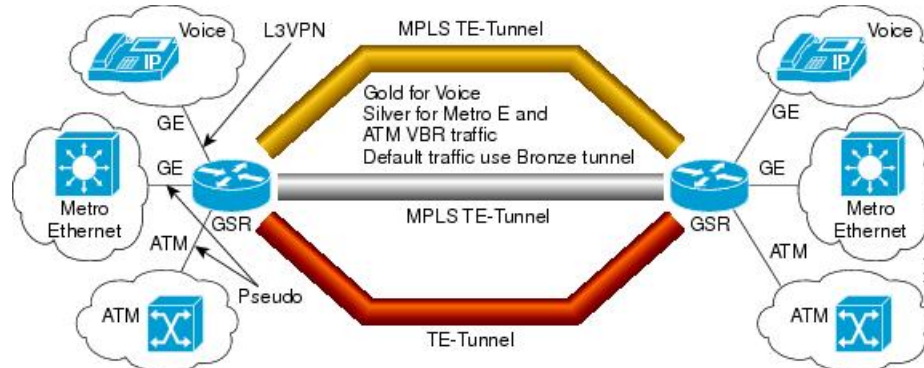 Voice
IP
L3VPN
MPLS TE-Tunnel
Voice
IP
Gold for Voice
Silver for Metro E and
ATM VBR traffic
Default traffic use Bronze tunnel
GE
GE
GE
GE
Metro
Ethernet
GSR
MPLS TE-Tunnel
GSR
Metro
Ethernet
ATM
ATM
ATM
Pseudo
ATM
TE-Tunnel